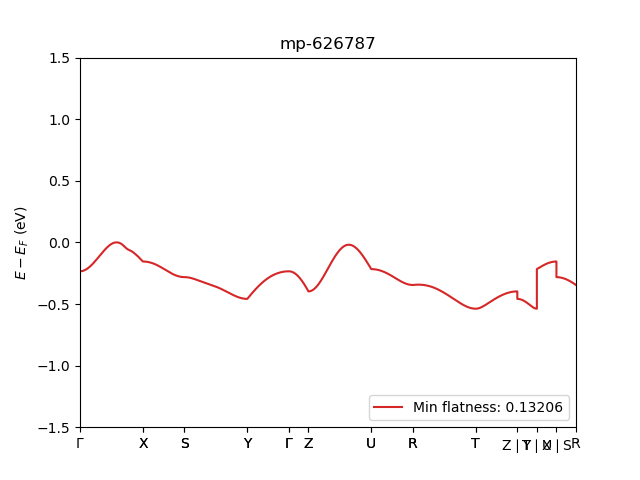 mp-626787
E − E_F (eV)
1.5
1.0
0.5
0.0
−0.5
−1.0
−1.5
Min flatness: 0.13206
Γ X S Y Γ Z U R T Z | S R